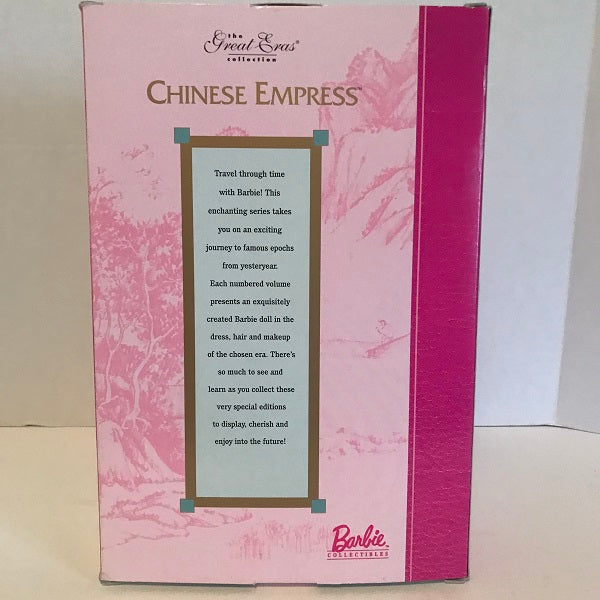 the
Great Eras®
collection
CHINESE EMPRESS™
Travel through time
with Barbie! This
enchanting series takes
you on an exciting
journey to famous epochs
from yesteryear.
Each numbered volume
presents an exquisitely
created Barbie doll in the
dress, hair and makeup
of the chosen era. There's
so much to see and
learn as you collect these
very special editions
to display, cherish and
enjoy into the future!
Barbie™
COLLECTIBLES